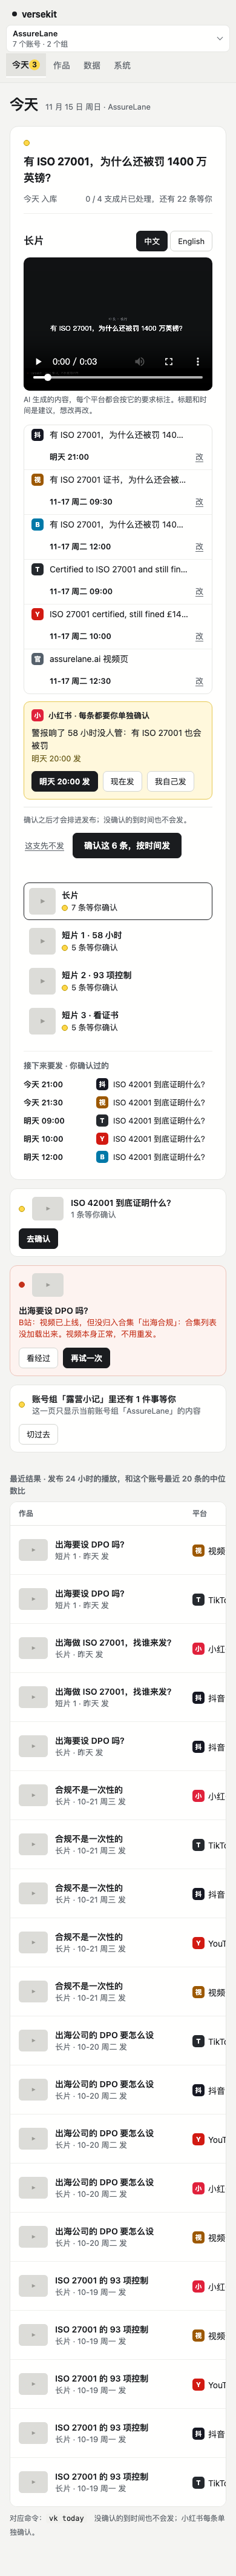 versekit
AssureLane
7 个账号 · 2 个组
今天 3 作品 数据 系统
今天 11 月 15 日 周日 · AssureLane
有 ISO 27001，为什么还被罚 1400 万
英镑？
今天 入库 0 / 4 支成片已处理，还有 22 条等你
长片 中文 English
有 ISO 27001，为什么还被罚 1400 万英镑？
0:00 / 0:03
AI 生成的内容，每个平台都会按它的要求标注。标题和时
间是建议，想改再改。
抖 有 ISO 27001，为什么还被罚 140...
明天 21:00 改
视 有 ISO 27001 证书，为什么还会被...
11-17 周二 09:30 改
B 有 ISO 27001，为什么还被罚 140...
11-17 周二 12:00 改
T Certified to ISO 27001 and still fin...
11-17 周二 09:00 改
Y ISO 27001 certified, still fined £14...
11-17 周二 10:00 改
官 assurelane.ai 视频页
11-17 周二 12:30 改
小 小红书 · 每条都要你单独确认
警报响了 58 小时没人管：有 ISO 27001 也会
被罚
明天 20:00 发
明天 20:00 发 现在发 我自己发
确认之后才会排进发布；没确认的到时间也不会发。
这支先不发 确认这 6 条，按时间发
长片
7 条等你确认
短片 1 · 58 小时
5 条等你确认
短片 2 · 93 项控制
5 条等你确认
短片 3 · 看证书
5 条等你确认
接下来要发 · 你确认过的
今天 21:00 抖 ISO 42001 到底证明什么？
今天 21:30 视 ISO 42001 到底证明什么？
明天 09:00 T ISO 42001 到底证明什么？
明天 10:00 Y ISO 42001 到底证明什么？
明天 12:00 B ISO 42001 到底证明什么？
ISO 42001 到底证明什么？
1 条等你确认
去确认
出海要设 DPO 吗？
B站：视频已上线，但没归入合集「出海合规」：合集列表
没加载出来。视频本身正常，不用重发。
看经过 再试一次
账号组「露营小记」里还有 1 件事等你
这一页只显示当前账号组「AssureLane」的内容
切过去
最近结果 · 发布 24 小时的播放，和这个账号最近 20 条的中位
数比
作品 平台
出海要设 DPO 吗？
短片 1 · 昨天 发 视 视频
出海要设 DPO 吗？
短片 1 · 昨天 发 T TikTo
出海做 ISO 27001，找谁来发？
长片 · 昨天 发 小 小红
出海做 ISO 27001，找谁来发？
短片 1 · 昨天 发 抖 抖音
出海要设 DPO 吗？
长片 · 昨天 发 抖 抖音
合规不是一次性的
长片 · 10-21 周三 发 小 小红
合规不是一次性的
长片 · 10-21 周三 发 T TikTo
合规不是一次性的
长片 · 10-21 周三 发 抖 抖音
合规不是一次性的
长片 · 10-21 周三 发 Y YouT
合规不是一次性的
长片 · 10-21 周三 发 视 视频
出海公司的 DPO 要怎么设
长片 · 10-20 周二 发 T TikTo
出海公司的 DPO 要怎么设
长片 · 10-20 周二 发 抖 抖音
出海公司的 DPO 要怎么设
长片 · 10-20 周二 发 Y YouT
出海公司的 DPO 要怎么设
长片 · 10-20 周二 发 小 小红
出海公司的 DPO 要怎么设
长片 · 10-20 周二 发 视 视频
ISO 27001 的 93 项控制
长片 · 10-19 周一 发 小 小红
ISO 27001 的 93 项控制
长片 · 10-19 周一 发 视 视频
ISO 27001 的 93 项控制
长片 · 10-19 周一 发 Y YouT
ISO 27001 的 93 项控制
长片 · 10-19 周一 发 抖 抖音
ISO 27001 的 93 项控制
长片 · 10-19 周一 发 T TikTo
对应命令： vk today 没确认的到时间也不会发；小红书每条单
独确认。